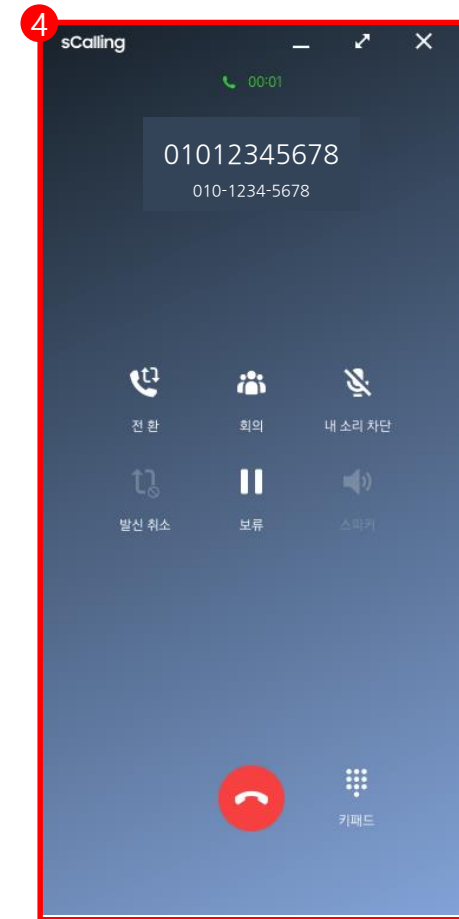 4
sCalling
00:01
01012345678
010-1234-5678
전 환 회의 내 소리 차단
발신 취소 보류 스피커
키패드